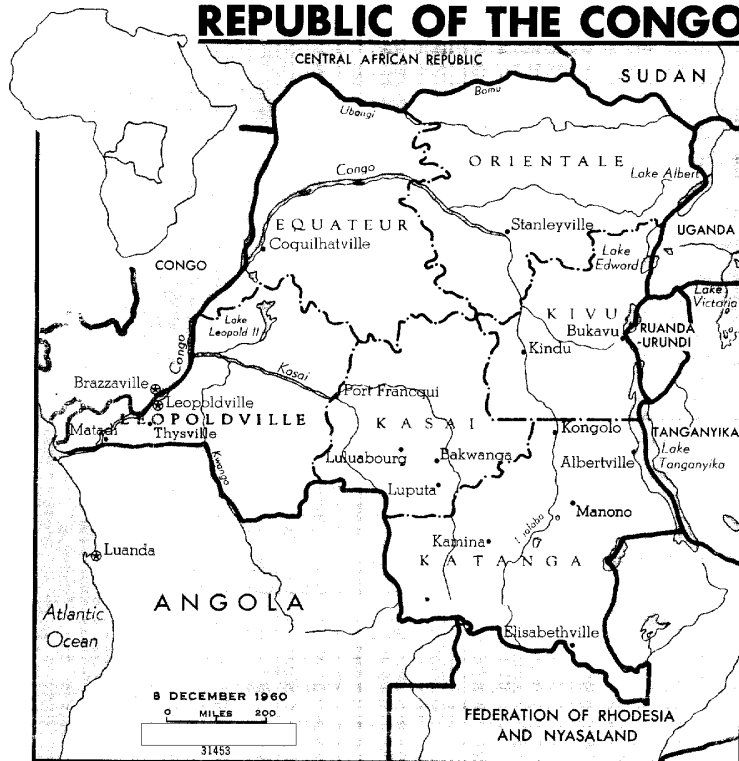 REPUBLIC OF THE CONGO
CENTRAL AFRICAN REPUBLIC
SUDAN
Bomu
Ubangi
ORIENTALE
Congo
Lake Albert
EQUATEUR
Stanleyville
UGANDA
Coquilhatville
Lake
Edward
CONGO
Lake
Victoria
KIVU
Lake
Leopold II
Bukavu
RUANDA
-URUNDI
Congo
Kindu
Kasai
Brazzaville
Port Francqui
Leopoldville
LEOPOLDVILLE
KASAI
Matadi
Thysville
Kongolo
TANGANYIKA
Lake
Tanganyika
Luluabourg
Bakwanga
Albertville
Kwango
Luputa
Manono
Lualaba
Kamina
Luanda
KATANGA
ANGOLA
Atlantic
Ocean
Elisabethville
8 DECEMBER 1960
0 MILES 200
FEDERATION OF RHODESIA
AND NYASALAND
31453